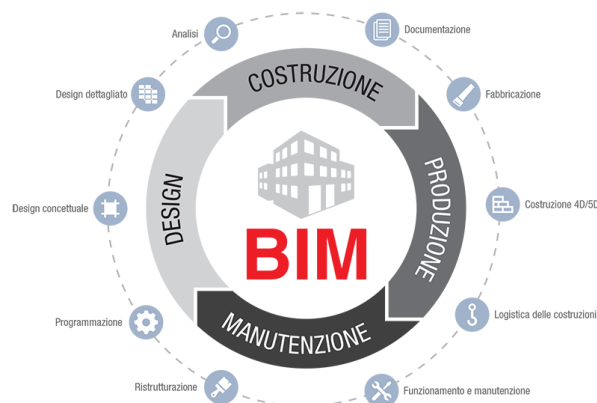 Analisi
Documentazione
Design dettagliato
COSTRUZIONE
Fabbricazione
DESIGN
PRODUZIONE
Design concettuale
Costruzione 4D/5D
BIM
Programmazione
MANUTENZIONE
Logistica delle costruzioni
Ristrutturazione
Funzionamento e manutenzione